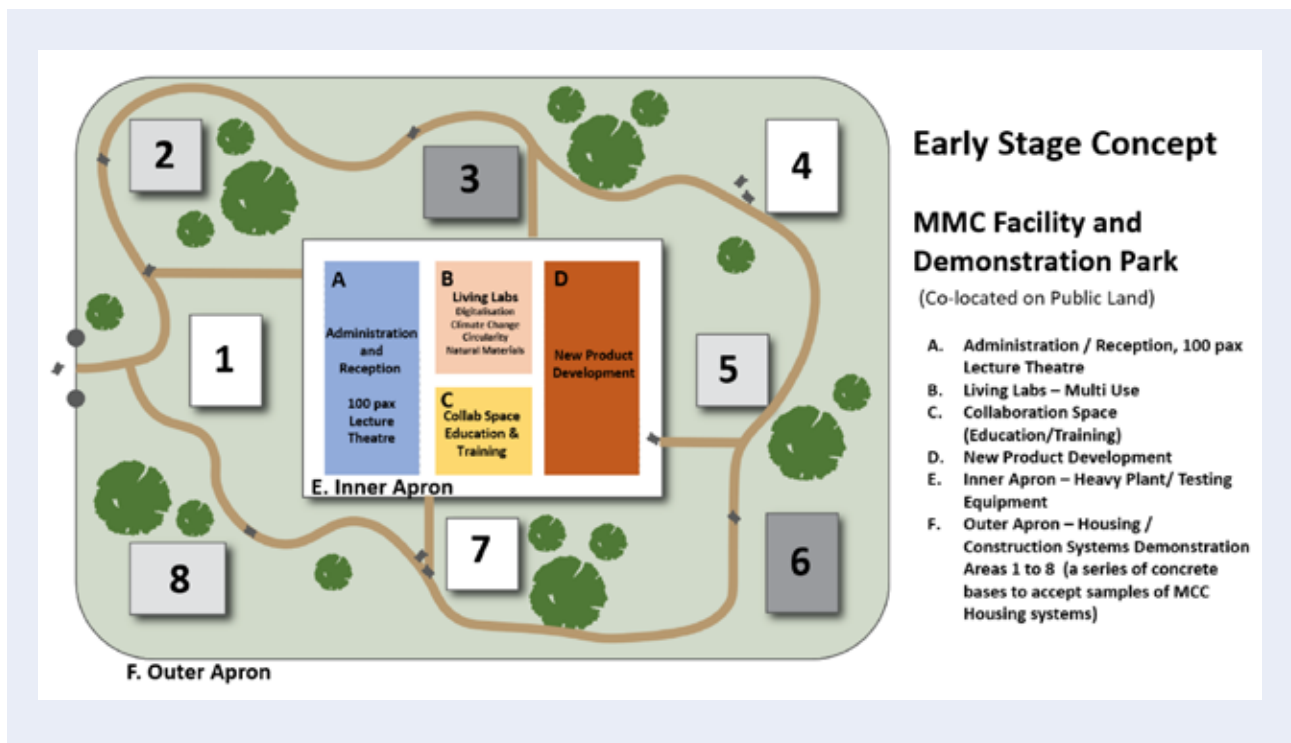 2
3
4
1
5
6
7
8
A
Administration
and
Reception
100 pax
Lecture
Theatre
B
Living Labs
Digitalisation
Climate Change
Circularity
Natural Materials
C
Collab Space
Education &
Training
D
New Product
Development
E. Inner Apron
F. Outer Apron
Early Stage Concept
MMC Facility and
Demonstration Park
(Co-located on Public Land)
A. Administration / Reception, 100 pax
Lecture Theatre
B. Living Labs – Multi Use
C. Collaboration Space
(Education/Training)
D. New Product Development
E. Inner Apron – Heavy Plant/ Testing
Equipment
F. Outer Apron – Housing /
Construction Systems Demonstration
Areas 1 to 8 (a series of concrete
bases to accept samples of MCC
Housing systems)